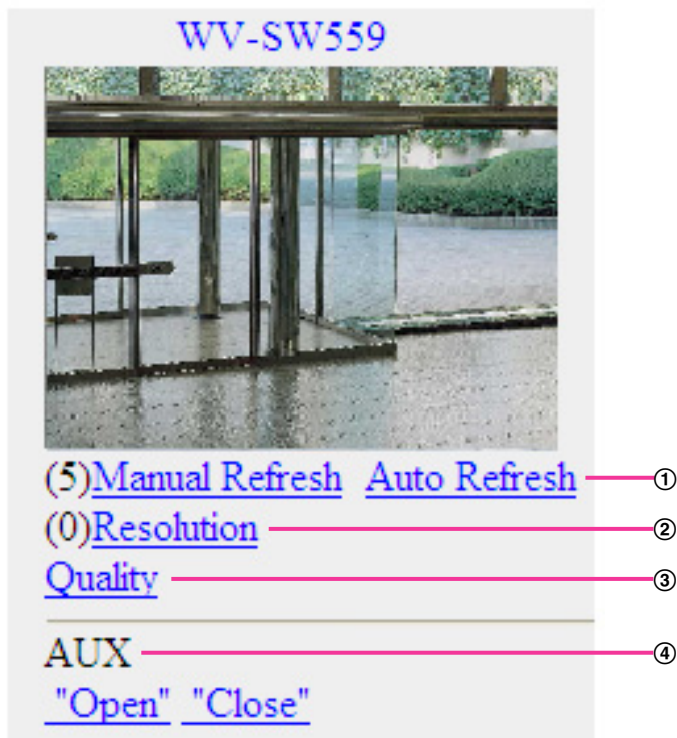 WV-SW559
(5)Manual Refresh Auto Refresh ①
(0)Resolution ②
Quality ③
AUX ④
"Open" "Close"